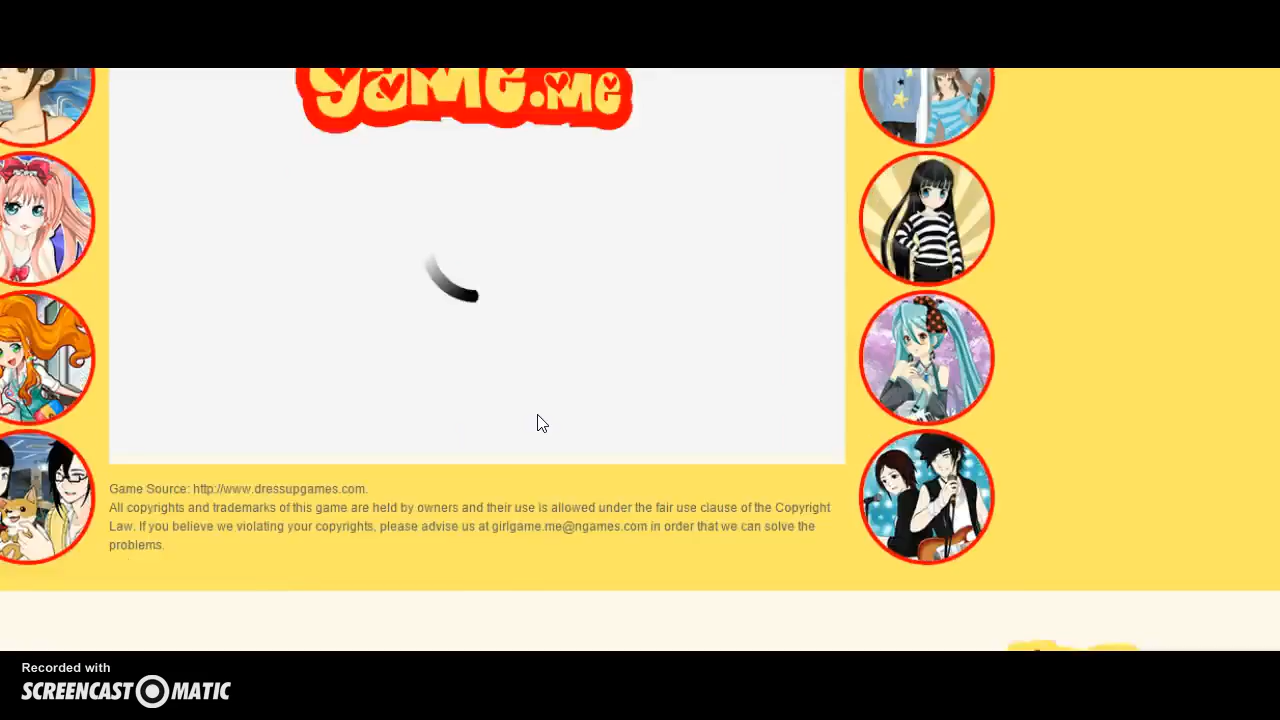 game.me
Game Source: http://www.dressupgames.com.
All copyrights and trademarks of this game are held by owners and their use is allowed under the fair use clause of the Copyright
Law. If you believe we violating your copyrights, please advise us at girlgame.me@ngames.com in order that we can solve the
problems.
Recorded with
SCREENCAST-O-MATIC